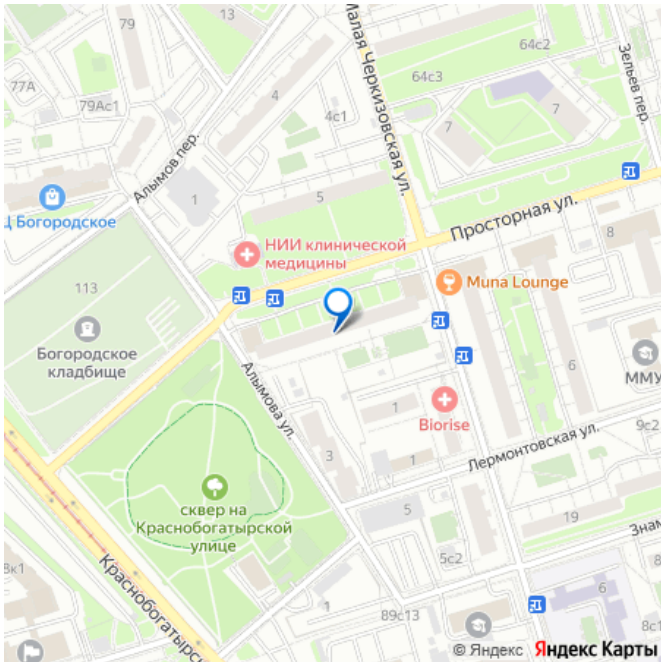 79
13
Малая Черкизовская ул.
64с2
Зельев пер.
77А
79Ас1
4
64с3
4с1
7
7
Алымов пер.
5
1
Ц Богородское
Просторная ул.
НИИ клинической
медицины
8
113
Muna Lounge
Богородское
кладбище
Алымова ул.
6
ММУ
1
Biorise
9с2
Лермонтовская ул.
3
1
сквер на
Краснобогатырской
улице
5
19
Знам
5с2
Краснобогатырс
8к1
6
89с13
38с1
© Яндекс Яндекс Карты